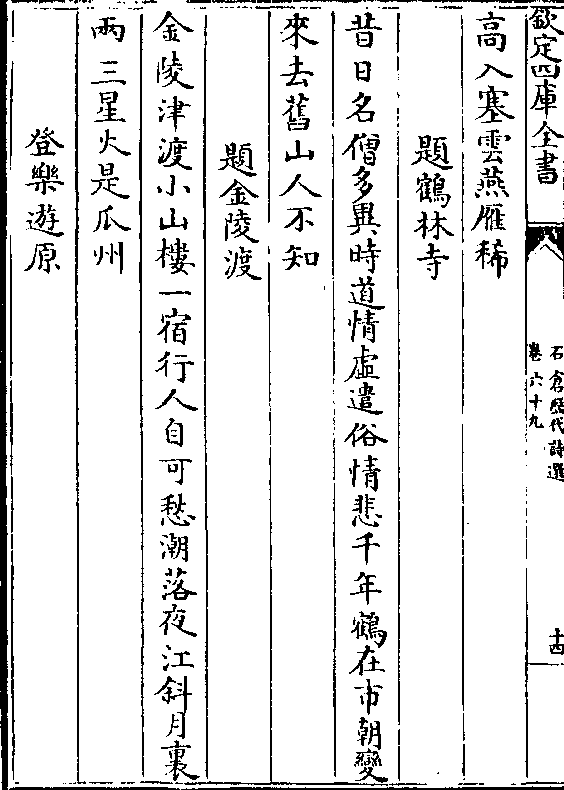 欽定四庫全書
石倉歷代詩選
卷六十九
十四
高入塞雲燕雁稀
題鶴林寺
昔日名僧多異時道情虛遣俗情悲千年鶴在市朝變
來去舊山人不知
題金陵渡
金陵津渡小山樓一宿行人自可愁潮落夜江斜月裏
兩三星火是瓜州
登樂遊原